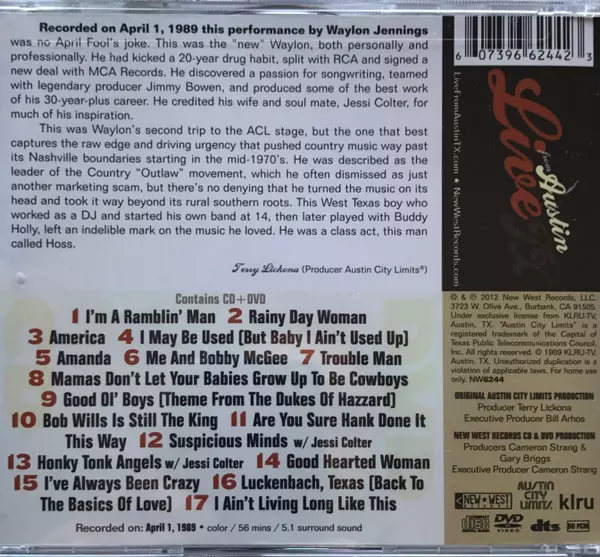 Recorded on April 1, 1989 this performance by Waylon Jennings
was no April Fool's joke. This was the "new" Waylon, both personally and
professionally. He had kicked a 20-year drug habit, split with RCA and signed a
new deal with MCA Records. He discovered a passion for songwriting, teamed
with legendary producer Jimmy Bowen, and produced some of the best work
of his 30-year-plus career. He credited his wife and soul mate, Jessi Colter, for
much of his inspiration.
This was Waylon's second trip to the ACL stage, but the one that best
captures the raw edge and driving urgency that pushed country music way past
its Nashville boundaries starting in the mid-1970's. He was described as the
leader of the Country "Outlaw" movement, which he often dismissed as just
another marketing scam, but there's no denying that he turned the music on its
head and took it way beyond its rural southern roots. This West Texas boy who
worked as a DJ and started his own band at 14, then later played with Buddy
Holly, left an indelible mark on the music he loved. He was a class act, this man
called Hoss.
Terry Lickona (Producer Austin City Limits®)
Contains CD+DVD
1 I'm A Ramblin' Man 2 Rainy Day Woman
3 America 4 I May Be Used (But Baby I Ain't Used Up)
5 Amanda 6 Me And Bobby McGee 7 Trouble Man
8 Mamas Don't Let Your Babies Grow Up To Be Cowboys
9 Good Ol' Boys (Theme From The Dukes Of Hazzard)
10 Bob Wills Is Still The King 11 Are You Sure Hank Done It
This Way 12 Suspicious Minds w/ Jessi Colter
13 Honky Tonk Angels w/ Jessi Colter 14 Good Hearted Woman
15 I've Always Been Crazy 16 Luckenbach, Texas (Back To
The Basics Of Love) 17 I Ain't Living Long Like This
Recorded on: April 1, 1989 • color / 56 mins / 5.1 surround sound
6 07396 62442 3
LiveFromAustinTX.com • NewWestRecords.com
Live from Austin TX
© & ℗ 2012 New West Records, LLC.
3723 W. Olive Ave., Burbank, CA 91505.
Under exclusive license from KLRU-TV,
Austin, TX. "Austin City Limits" is a
registered trademark of Capital of
Texas Public Telecommunications Council,
Inc. All rights reserved. © 1989 KLRU-TV,
Austin, TX. Unauthorized duplication is a
violation of applicable laws. For home use
only. NW6244
ORIGINAL AUSTIN CITY LIMITS PRODUCTION
Producer Terry Lickona
Executive Producer Bill Arhos
NEW WEST RECORDS CD & DVD PRODUCTION
Producers Cameron Strang &
Gary Briggs
Executive Producer Cameron Strang
NEW WEST
RECORDS
AUSTIN
CITY
LIMITS
klru
COMPACT
disc
DIGITAL AUDIO
DVD
VIDEO
dts
HD PCM